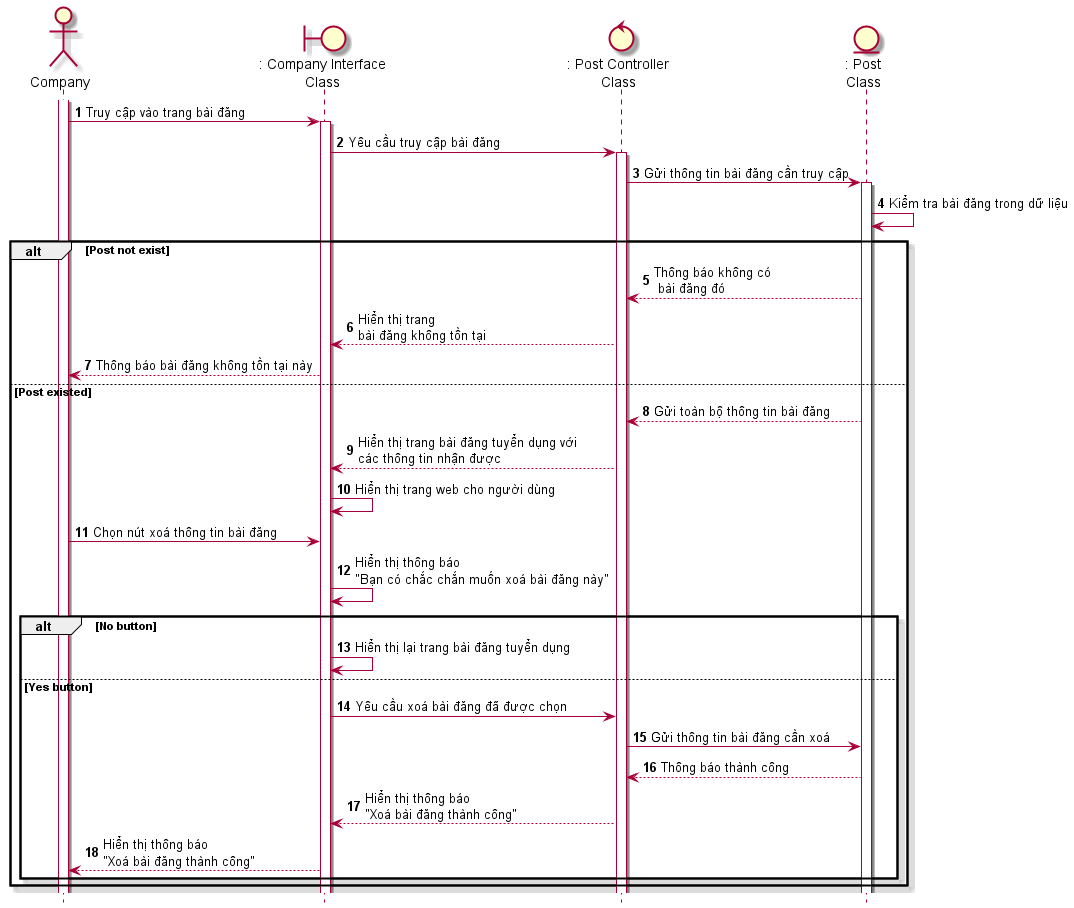 Company
: Company Interface
Class
: Post Controller
Class
: Post
Class
1 Truy cập vào trang bài đăng
2 Yêu cầu truy cập bài đăng
3 Gửi thông tin bài đăng cần truy cập
4 Kiểm tra bài đăng trong dữ liệu
alt [Post not exist]
5 Thông báo không có
bài đăng đó
6 Hiển thị trang
bài đăng không tồn tại
7 Thông báo bài đăng không tồn tại này
[Post existed]
8 Gửi toàn bộ thông tin bài đăng
9 Hiển thị trang bài đăng tuyển dụng với
các thông tin nhận được
10 Hiển thị trang web cho người dùng
11 Chọn nút xoá thông tin bài đăng
12 Hiển thị thông báo
"Bạn có chắc chắn muốn xoá bài đăng này"
alt [No button]
13 Hiển thị lại trang bài đăng tuyển dụng
[Yes button]
14 Yêu cầu xoá bài đăng đã được chọn
15 Gửi thông tin bài đăng cần xoá
16 Thông báo thành công
17 Hiển thị thông báo
"Xoá bài đăng thành công"
18 Hiển thị thông báo
"Xoá bài đăng thành công"